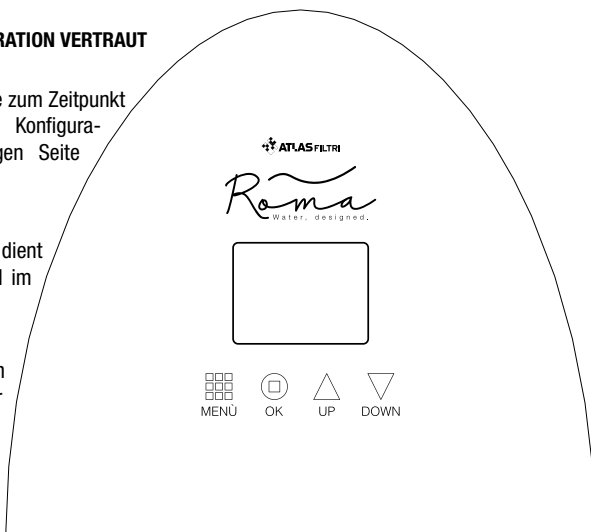 RATION VERTRAUT
e zum Zeitpunkt
Konfigura-
gen Seite
dient
l im
n
r
ATLAS FILTRI
Roma
Water, designed.
MENÙ OK UP DOWN